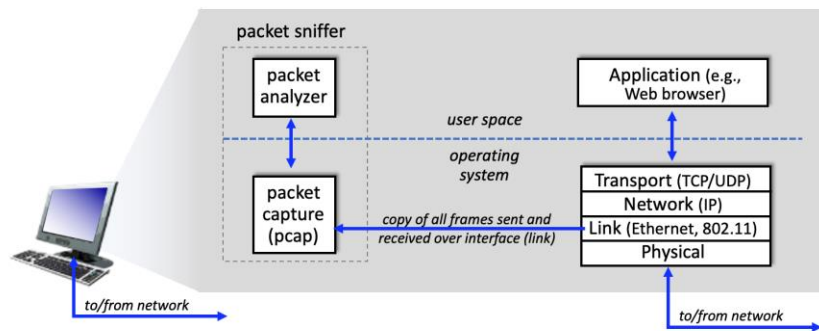 packet sniffer
packet
analyzer
Application (e.g.,
Web browser)
user space
operating
system
packet
capture
(pcap)
copy of all frames sent and
received over interface (link)
Transport (TCP/UDP)
Network (IP)
Link (Ethernet, 802.11)
Physical
to/from network
to/from network